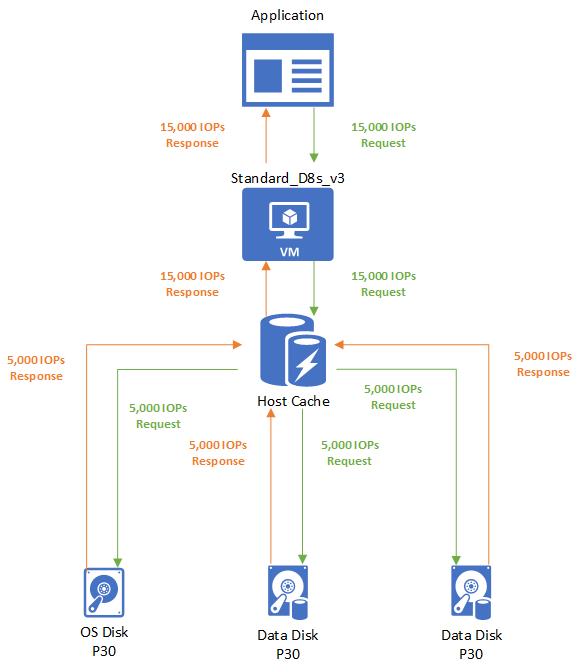 Application
15,000 IOPs
Response
15,000 IOPs
Request
Standard_D8s_v3
VM
15,000 IOPs
Response
15,000 IOPs
Request
Host Cache
5,000 IOPs
Response
5,000 IOPs
Request
5,000 IOPs
Response
5,000 IOPs
Request
5,000 IOPs
Request
5,000 IOPs
Response
OS Disk
P30
Data Disk
P30
Data Disk
P30